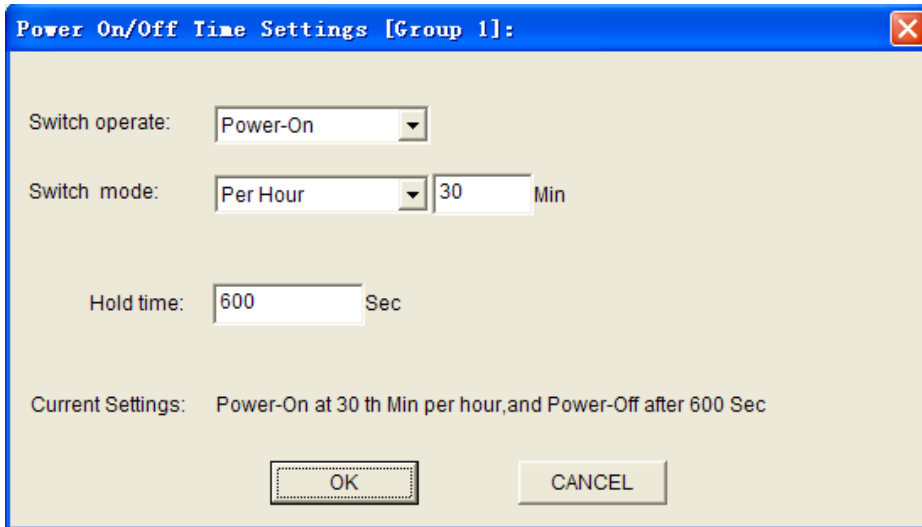 Power On/Off Time Settings [Group 1]:
Switch operate: Power-On
Switch mode: Per Hour 30 Min
Hold time: 600 Sec
Current Settings: Power-On at 30 th Min per hour,and Power-Off after 600 Sec
OK CANCEL